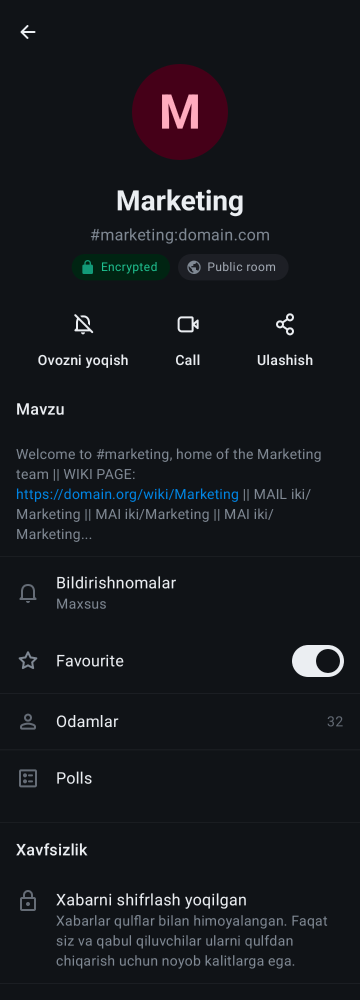 M
Marketing
#marketing:domain.com
Encrypted
Public room
Ovozni yoqish
Call
Ulashish
Mavzu
Welcome to #marketing, home of the Marketing
team || WIKI PAGE:
https://domain.org/wiki/Marketing || MAIL iki/
Marketing || MAI iki/Marketing || MAI iki/
Marketing...
Bildirishnomalar
Maxsus
Favourite
Odamlar 32
Polls
Xavfsizlik
Xabarni shifrlash yoqilgan
Xabarlar qulflar bilan himoyalangan. Faqat
siz va qabul qiluvchilar ularni qulfdan
chiqarish uchun noyob kalitlarga ega.